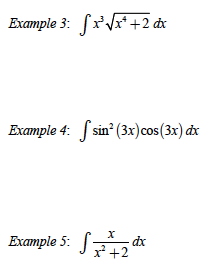 Example 3: ∫x³√(x⁴+2) dx
Example 4: ∫sin²(3x)cos(3x) dx
Example 5: ∫x/(x²+2) dx